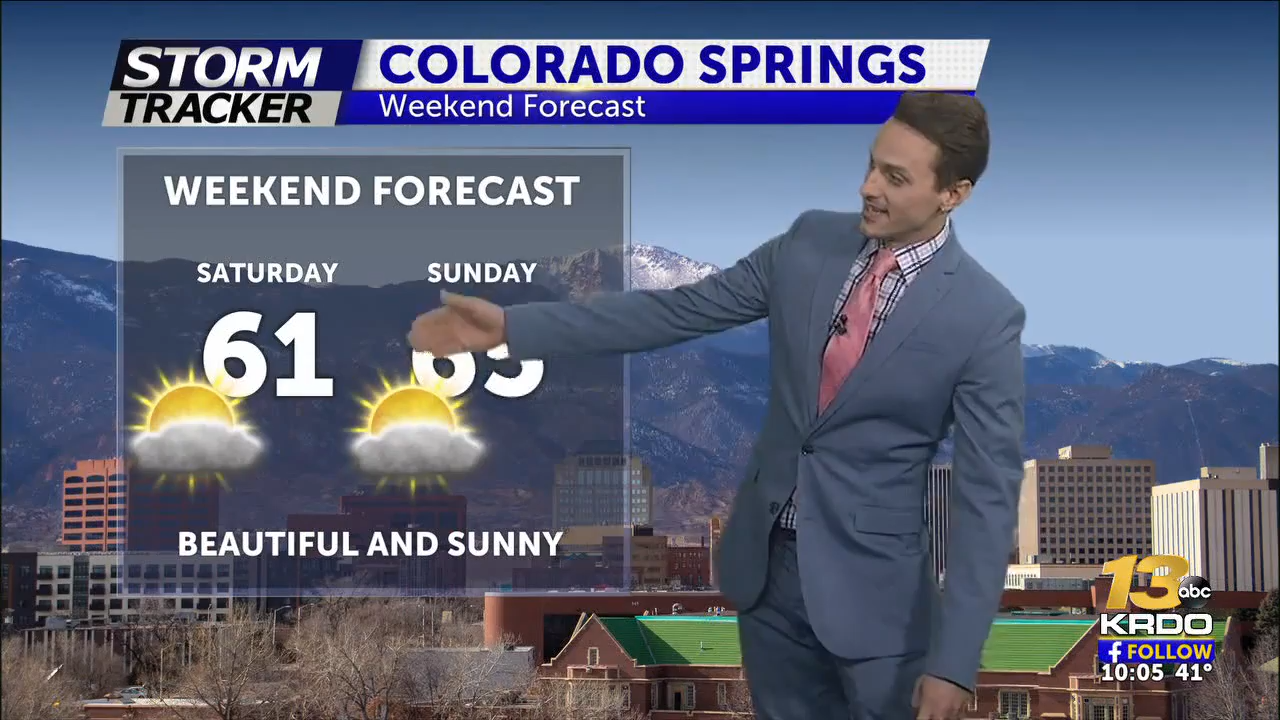 STORM
TRACKER
COLORADO SPRINGS
Weekend Forecast
WEEKEND FORECAST
SATURDAY
SUNDAY
61
BEAUTIFUL AND SUNNY
13
abc
KRDO
f FOLLOW
10:05 41°